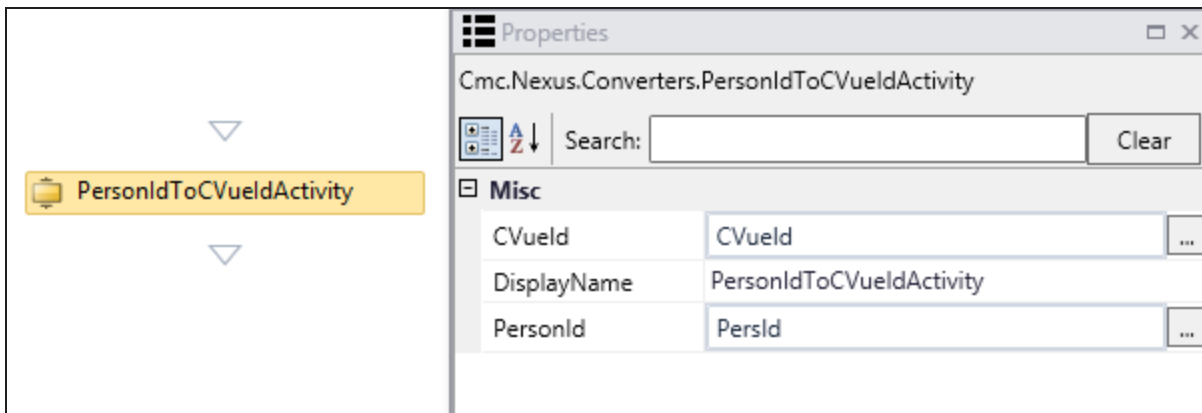 Properties
Cmc.Nexus.Converters.PersonIdToCVueIdActivity
A Z Search: Clear
PersonIdToCVueIdActivity
Misc
CVueId CVueId ...
DisplayName PersonIdToCVueIdActivity
PersonId PersId ...